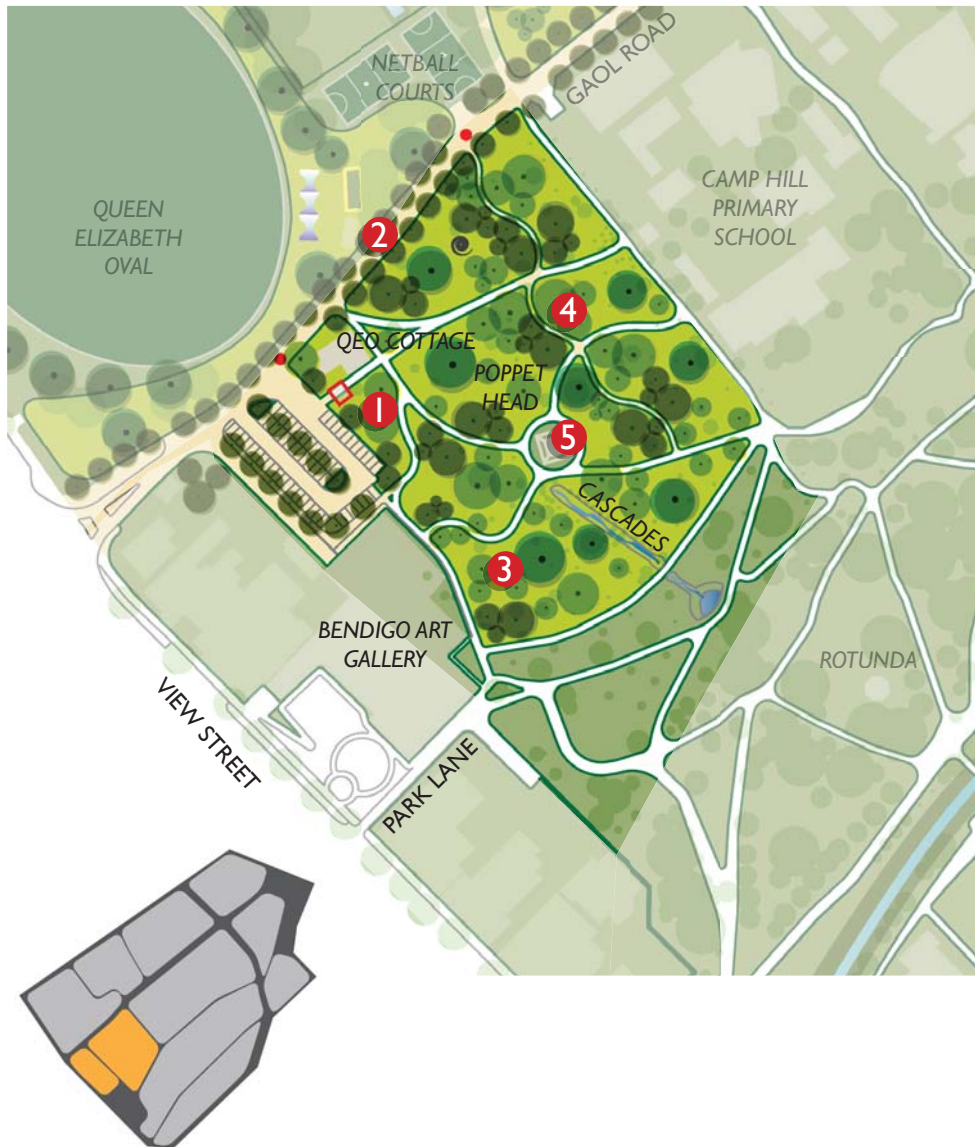 NETBALL
COURTS
GAOL ROAD
CAMP HILL
PRIMARY
SCHOOL
QUEEN
ELIZABETH
OVAL
2
4
QEO COTTAGE
POPPET
HEAD
1
5
CASCADES
3
BENDIGO ART
GALLERY
ROTUNDA
VIEW STREET
PARK LANE